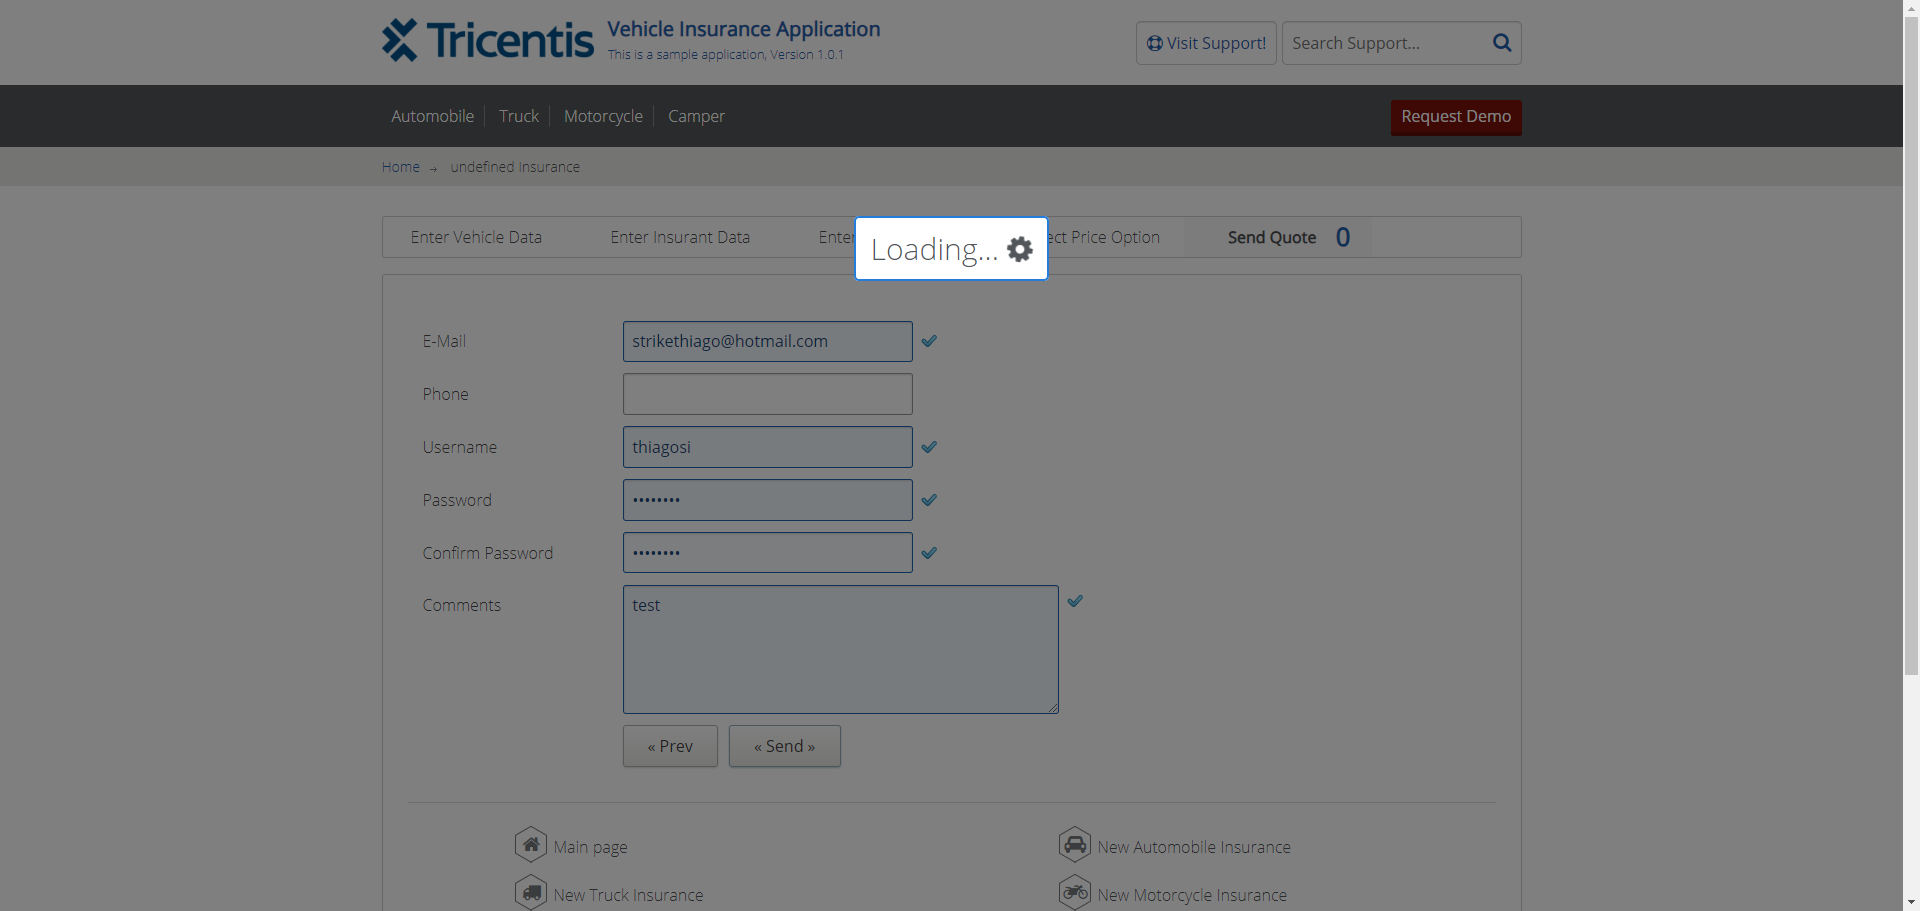 Tricentis
Vehicle Insurance Application
This is a sample application, Version 1.0.1
Visit Support!
Search Support...
Automobile
Truck
Motorcycle
Camper
Request Demo
Home → undefined Insurance
Enter Vehicle Data
Enter Insurant Data
Enter
ect Price Option
Send Quote 0
Loading...
E-Mail
strikethiago@hotmail.com
Phone
Username
thiagosi
Password
••••••••
Confirm Password
••••••••
Comments
test
« Prev
« Send »
Main page
New Automobile Insurance
New Truck Insurance
New Motorcycle Insurance